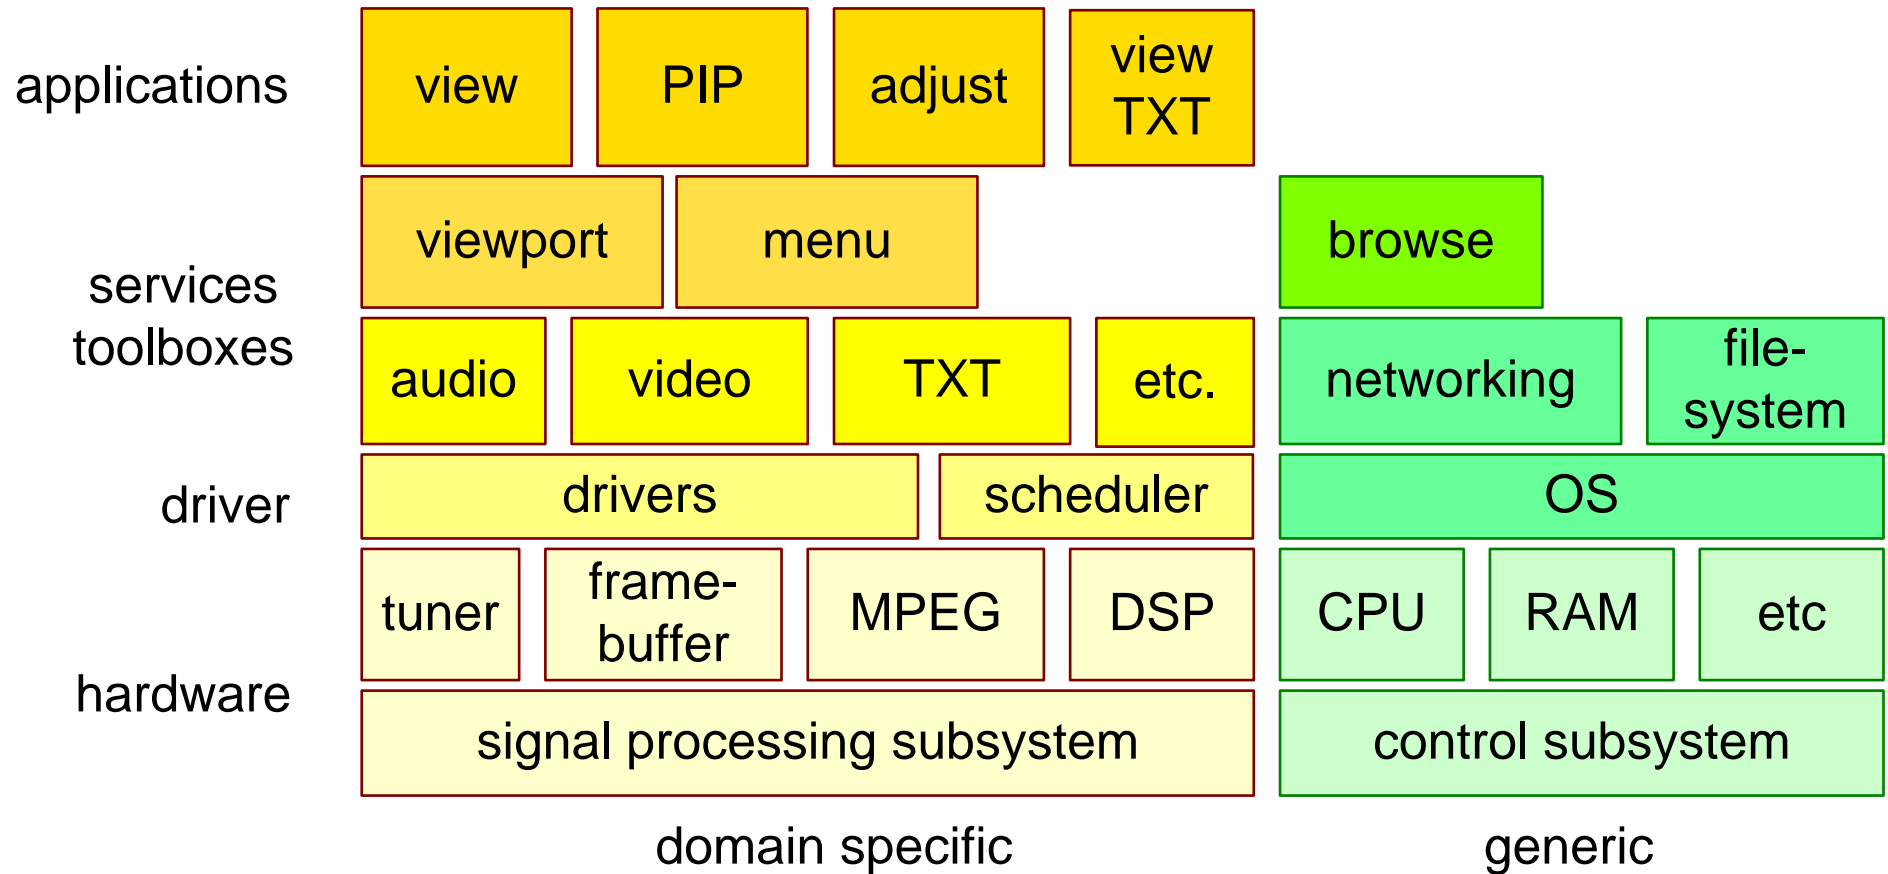 applications
view
PIP
adjust
view
TXT
services
toolboxes
viewport
menu
browse
audio
video
TXT
etc.
networking
file-
system
driver
drivers
scheduler
OS
hardware
tuner
frame-
buffer
MPEG
DSP
CPU
RAM
etc
signal processing subsystem
control subsystem
domain specific
generic